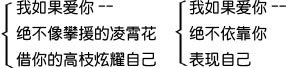 我如果爱你 --
绝不像攀援的凌霄花
借你的高枝炫耀自己
我如果爱你 --
绝不依靠你
表现自己